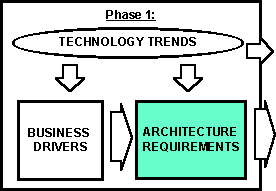 Phase 1:
TECHNOLOGY TRENDS
BUSINESS
DRIVERS
ARCHITECTURE
REQUIREMENTS